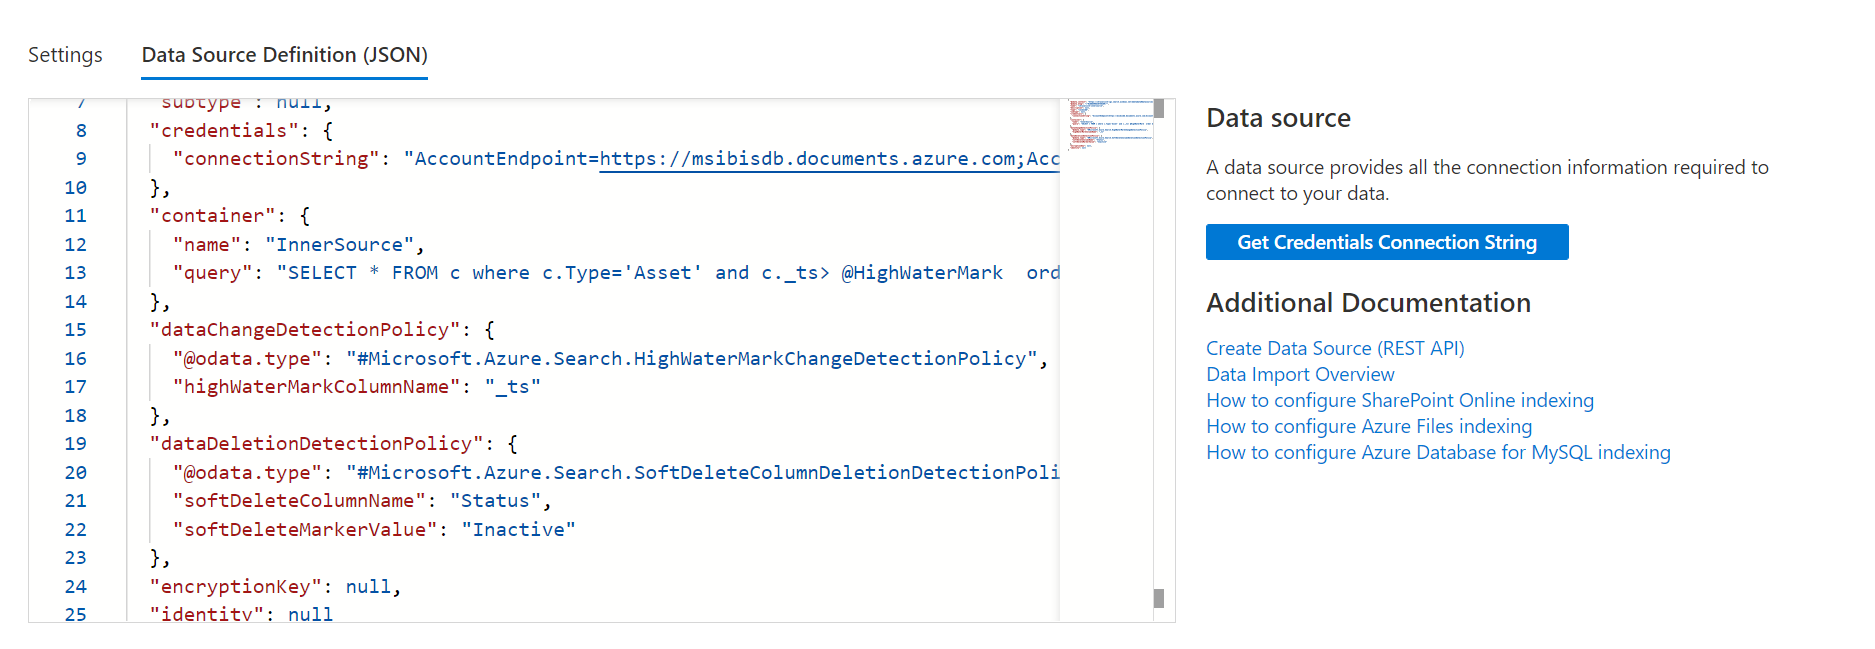 Settings
Data Source Definition (JSON)
7 subtype : null,
8 "credentials": {
9 "connectionString": "AccountEndpoint=https://msibisdb.documents.azure.com;Acc
10 },
11 "container": {
12 "name": "InnerSource",
13 "query": "SELECT * FROM c where c.Type='Asset' and c._ts> @HighWaterMark  ord
14 },
15 "dataChangeDetectionPolicy": {
16 "@odata.type": "#Microsoft.Azure.Search.HighWaterMarkChangeDetectionPolicy",
17 "highWaterMarkColumnName": "_ts"
18 },
19 "dataDeletionDetectionPolicy": {
20 "@odata.type": "#Microsoft.Azure.Search.SoftDeleteColumnDeletionDetectionPoli
21 "softDeleteColumnName": "Status",
22 "softDeleteMarkerValue": "Inactive"
23 },
24 "encryptionKey": null,
25 "identity": null
Data source
A data source provides all the connection information required to
connect to your data.
Get Credentials Connection String
Additional Documentation
Create Data Source (REST API)
Data Import Overview
How to configure SharePoint Online indexing
How to configure Azure Files indexing
How to configure Azure Database for MySQL indexing